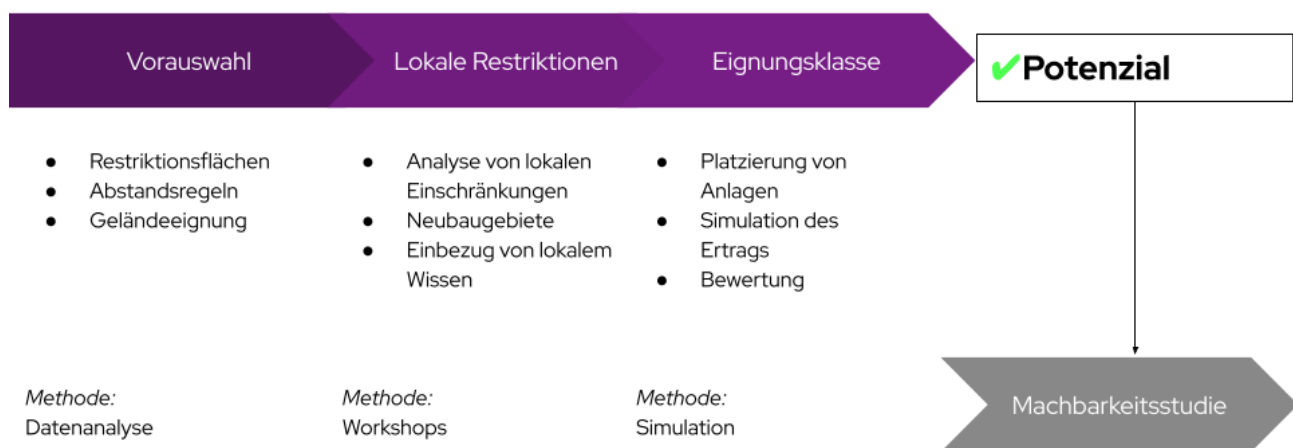 Vorauswahl
Lokale Restriktionen
Eignungsklasse
✔Potenzial
● Restriktionsflächen
● Abstandsregeln
● Geländeeignung
● Analyse von lokalen
Einschränkungen
● Neubaugebiete
● Einbezug von lokalem
Wissen
● Platzierung von
Anlagen
● Simulation des
Ertrags
● Bewertung
Methode:
Datenanalyse
Methode:
Workshops
Methode:
Simulation
Machbarkeitsstudie